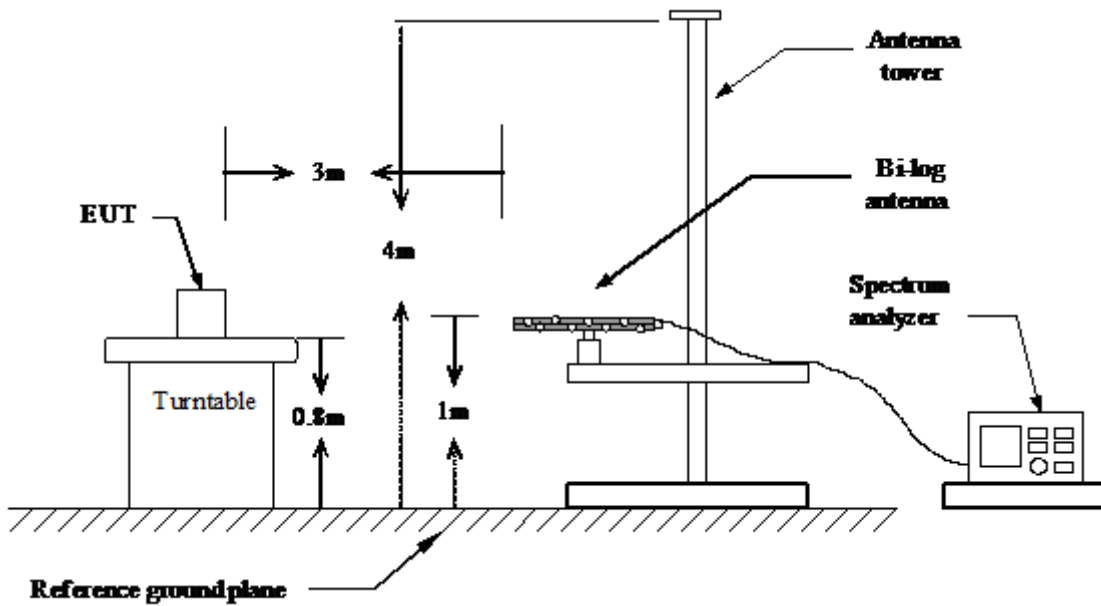 Antenna
tower
3m
Bi-log
antenna
EUT
4m
Spectrum
analyzer
Turntable
0.8m
1m
Reference ground plane